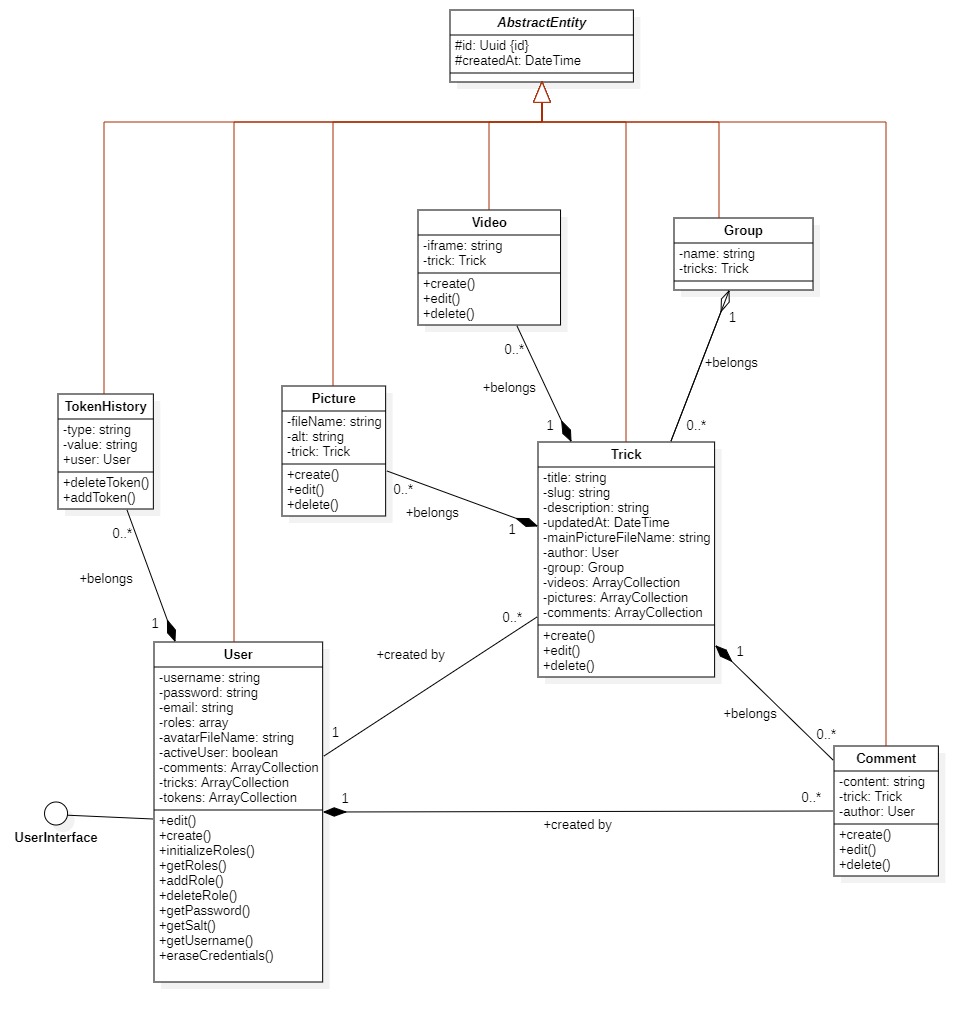 AbstractEntity
#id: Uuid {id}
#createdAt: DateTime
Video
-iframe: string
-trick: Trick
+create()
+edit()
+delete()
Group
-name: string
-tricks: Trick
1
0..*
+belongs
+belongs
1
0..*
TokenHistory
-type: string
-value: string
+user: User
+deleteToken()
+addToken()
Picture
-fileName: string
-alt: string
-trick: Trick
+create()
+edit()
+delete()
0..*
+belongs
1
Trick
-title: string
-slug: string
-description: string
-updatedAt: DateTime
-mainPictureFileName: string
-author: User
-group: Group
-videos: ArrayCollection
-pictures: ArrayCollection
-comments: ArrayCollection
+create()
+edit()
+delete()
0..*
+belongs
1
0..*
+created by
1
1
+belongs
0..*
User
-username: string
-password: string
-email: string
-roles: array
-avatarFileName: string
-activeUser: boolean
-comments: ArrayCollection
-tricks: ArrayCollection
-tokens: ArrayCollection
+edit()
+create()
+initializeRoles()
+getRoles()
+addRole()
+deleteRole()
+getPassword()
+getSalt()
+getUsername()
+eraseCredentials()
UserInterface
1
0..*
+created by
Comment
-content: string
-trick: Trick
-author: User
+create()
+edit()
+delete()